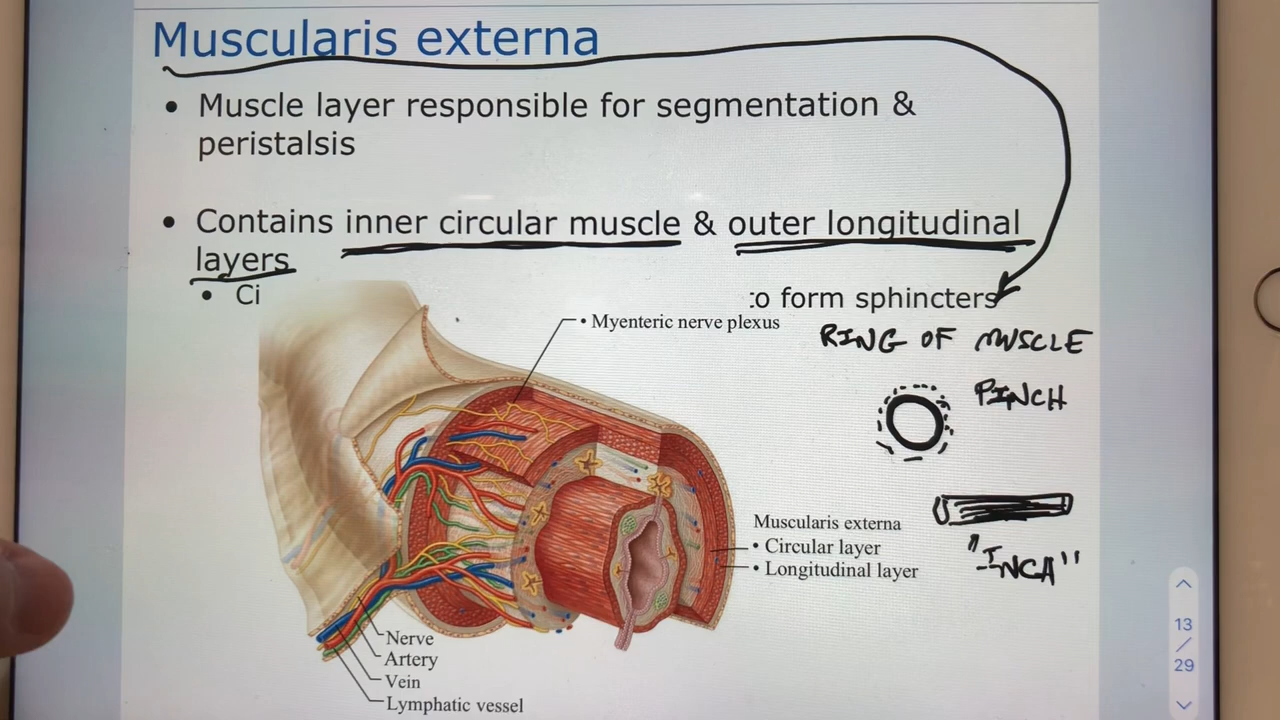 Muscularis externa
• Muscle layer responsible for segmentation &
peristalsis
• Contains inner circular muscle & outer longitudinal
layers
• Ci
:o form sphincters
• Myenteric nerve plexus
RING OF MUSCLE
PINCH
Muscularis externa
• Circular layer
• Longitudinal layer
"INCA"
Nerve
Artery
Vein
Lymphatic vessel
13
/
29